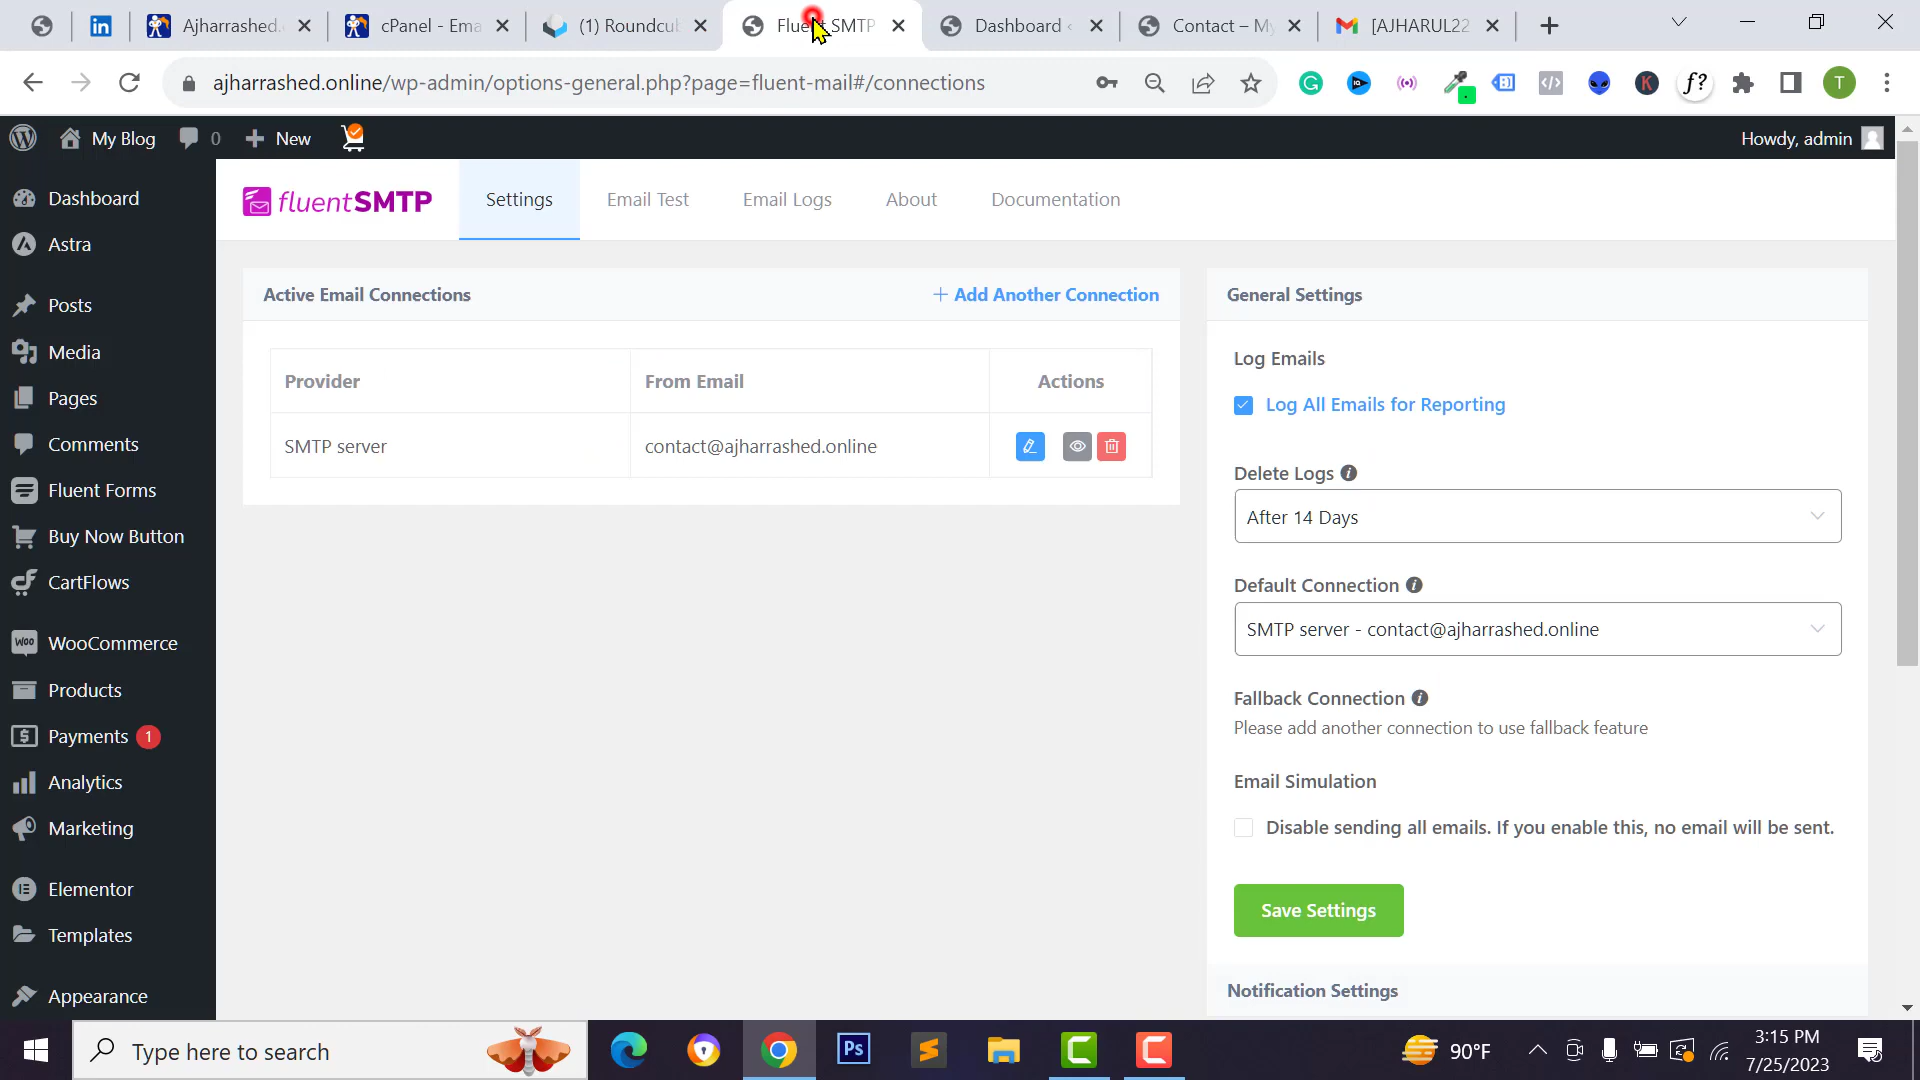 Ajharrashed.
cPanel - Ema
(1) Roundcub
Fluent SMTP
Dashboard ‹
Contact – My
[AJHARUL22
ajharrashed.online/wp-admin/options-general.php?page=fluent-mail#/connections
My Blog
0
New
Howdy, admin
Dashboard
Astra
Posts
Media
Pages
Comments
Fluent Forms
Buy Now Button
CartFlows
WooCommerce
Products
Payments 1
Analytics
Marketing
Elementor
Templates
Appearance
fluentSMTP
Settings
Email Test
Email Logs
About
Documentation
Active Email Connections
+ Add Another Connection
Provider
From Email
Actions
SMTP server
contact@ajharrashed.online
General Settings
Log Emails
Log All Emails for Reporting
Delete Logs
After 14 Days
Default Connection
SMTP server - contact@ajharrashed.online
Fallback Connection
Please add another connection to use fallback feature
Email Simulation
Disable sending all emails. If you enable this, no email will be sent.
Save Settings
Notification Settings
Type here to search
90°F
3:15 PM
7/25/2023